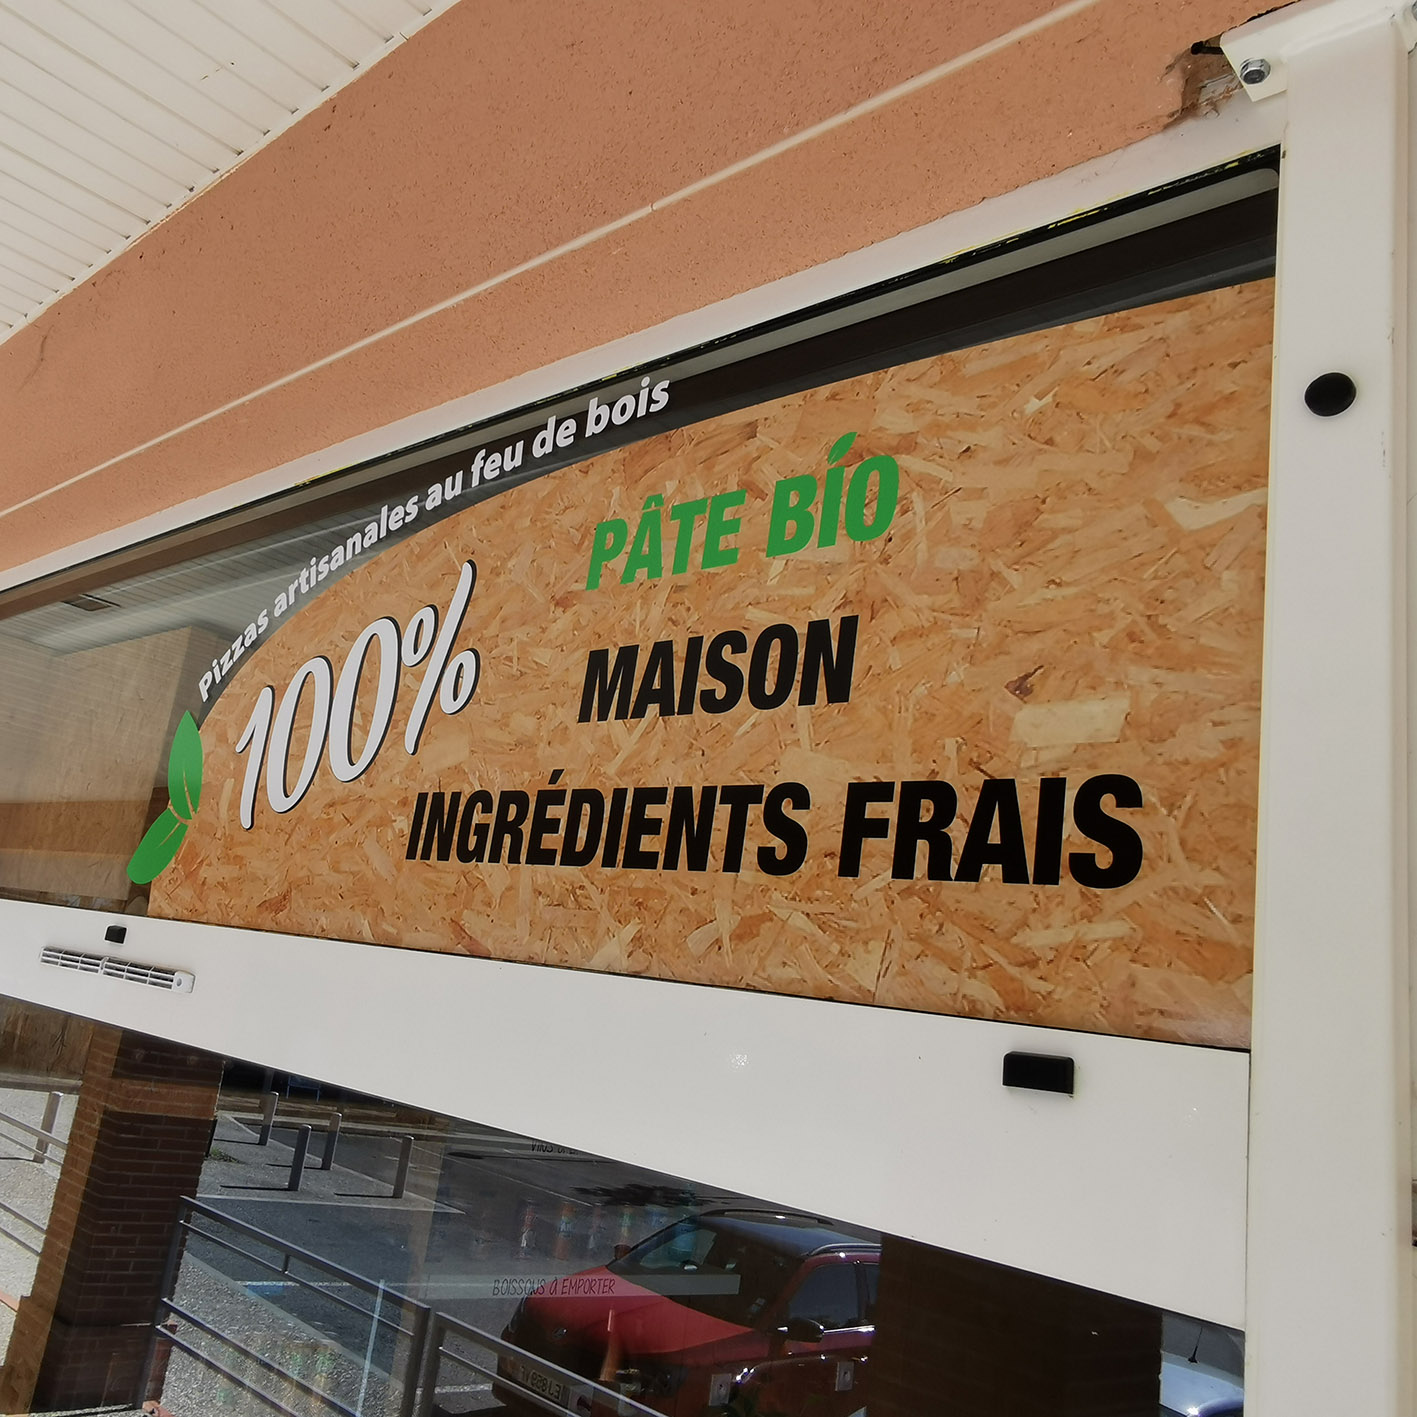 Pizzas artisanales au feu de bois
100%
PÂTE BIO
MAISON
INGRÉDIENTS FRAIS
BOISSONS À EMPORTER